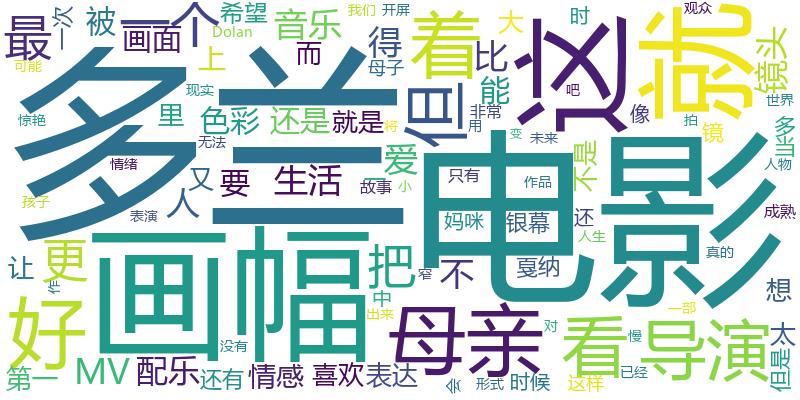 最
一次
被
一个
希望
音乐
我们
开屏
大
时
观众
画面
Dolan
而
得
着
比
这
就
镜头
可能
上
母子
能
多兰
现实
但
非常
吧
像
世界
惊艳
里
色彩
还是
就是
用
拍
镜
当
多
无法
将
变
未来
情绪
又
要
生活
爱
一
只有
不是
人物
故事
小
作品
电影
孩子
人
表演
妈咪
银幕
还
人生
成熟
更
画幅
把
不
戛纳
真的
让
窄
想
作
中
好
出来
母亲
对
看
导演
一部
太
没有
慢
但是
第一
MV
配乐
还有
情感
喜欢
表达
会
形式
时候
这样
已经